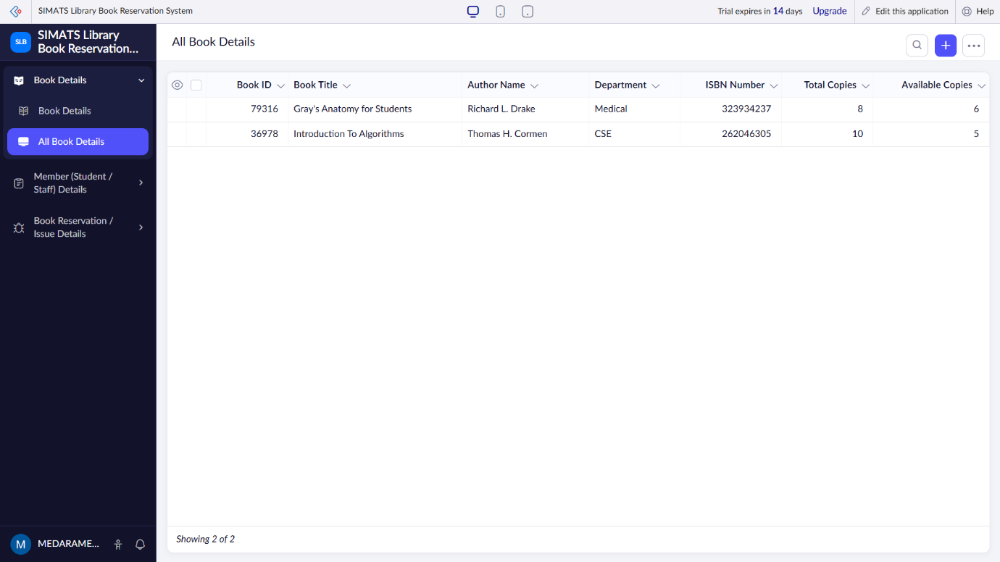 SIMATS Library Book Reservation System
Trial expires in 14 days Upgrade Edit this application Help
SLB
SIMATS Library
Book Reservation...
Book Details
Book Details
All Book Details
Member (Student /
Staff) Details
Book Reservation /
Issue Details
M MEDARAME...
All Book Details
Book ID Book Title Author Name Department ISBN Number Total Copies Available Copies
79316 Gray's Anatomy for Students Richard L. Drake Medical 323934237 8 6
36978 Introduction To Algorithms Thomas H. Cormen CSE 262046305 10 5
Showing 2 of 2